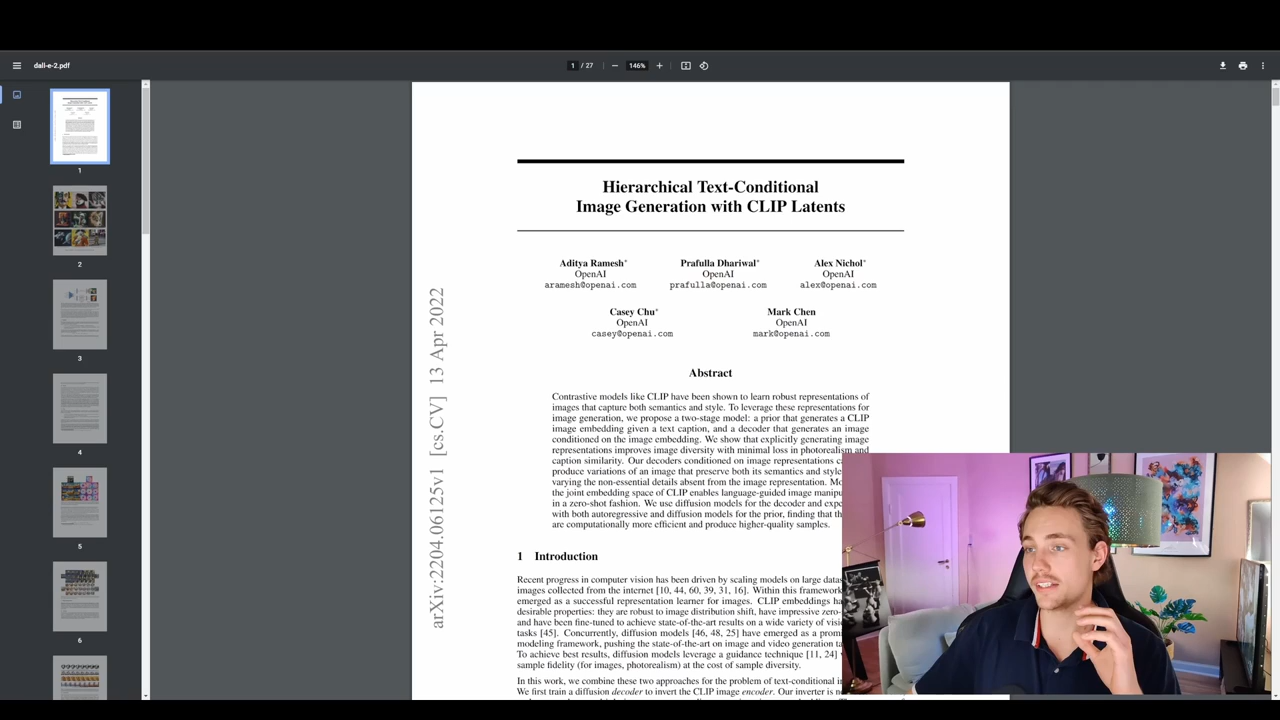 dall-e-2.pdf
1 / 27
146%
1
2
3
4
5
6
arXiv:2204.06125v1 [cs.CV] 13 Apr 2022
Hierarchical Text-Conditional
Image Generation with CLIP Latents
Aditya Ramesh* Prafulla Dhariwal* Alex Nichol*
OpenAI OpenAI OpenAI
aramesh@openai.com prafulla@openai.com alex@openai.com
Casey Chu* Mark Chen
OpenAI OpenAI
casey@openai.com mark@openai.com
Abstract
Contrastive models like CLIP have been shown to learn robust representations of
images that capture both semantics and style. To leverage these representations for
image generation, we propose a two-stage model: a prior that generates a CLIP
image embedding given a text caption, and a decoder that generates an image
conditioned on the image embedding. We show that explicitly generating image
representations improves image diversity with minimal loss in photorealism and
caption similarity. Our decoders conditioned on image representations
produce variations of an image that preserve both its semantics and style
varying the non-essential details absent from the image representation.
the joint embedding space of CLIP enables language-guided image
in a zero-shot fashion. We use diffusion models for the decoder and
with both autoregressive and diffusion models for the prior, finding that
are computationally more efficient and produce higher-quality samples.
1 Introduction
Recent progress in computer vision has been driven by scaling models on large
images collected from the internet [10, 44, 60, 39, 31, 16]. Within this framework
emerged as a successful representation learner for images. CLIP embeddings
desirable properties: they are robust to image distribution shift, have impressive
and have been fine-tuned to achieve state-of-the-art results on a wide variety of
tasks [45]. Concurrently, diffusion models [46, 48, 25] have emerged as a
modeling framework, pushing the state-of-the-art on image and video generation
To achieve best results, diffusion models leverage a guidance technique [11, 24]
sample fidelity (for images, photorealism) at the cost of sample diversity.
In this work, we combine these two approaches for the problem of text-conditional
We first train a diffusion decoder to invert the CLIP image encoder. Our inverter is